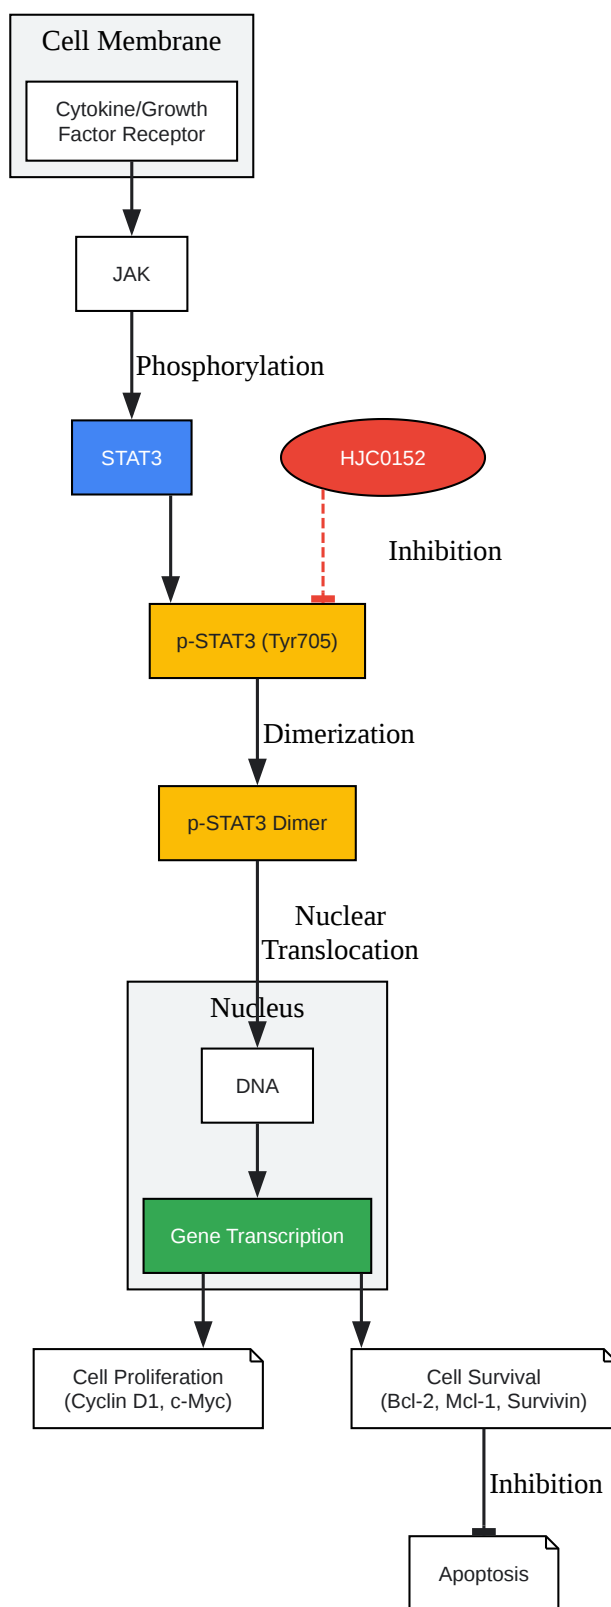 Cell Membrane
Cytokine/Growth
Factor Receptor
JAK
Phosphorylation
STAT3
HJC0152
Inhibition
p-STAT3 (Tyr705)
Dimerization
p-STAT3 Dimer
Nuclear
Translocation
Nucleus
DNA
Gene Transcription
Cell Proliferation
(Cyclin D1, c-Myc)
Cell Survival
(Bcl-2, Mcl-1, Survivin)
Inhibition
Apoptosis